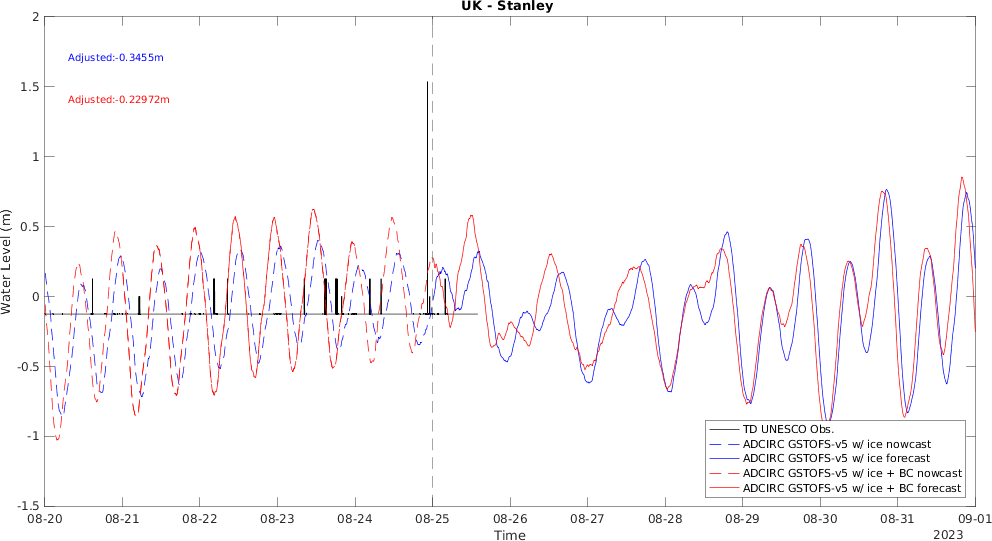 UK - Stanley
Adjusted:-0.3455m
Adjusted:-0.22972m
Water Level (m)
2
1.5
1
0.5
0
-0.5
-1
-1.5
TD UNESCO Obs.
ADCIRC GSTOFS-v5 w/ ice nowcast
ADCIRC GSTOFS-v5 w/ ice forecast
ADCIRC GSTOFS-v5 w/ ice + BC nowcast
ADCIRC GSTOFS-v5 w/ ice + BC forecast
08-20 08-21 08-22 08-23 08-24 08-25 08-26 08-27 08-28 08-29 08-30 08-31 09-01
Time
2023